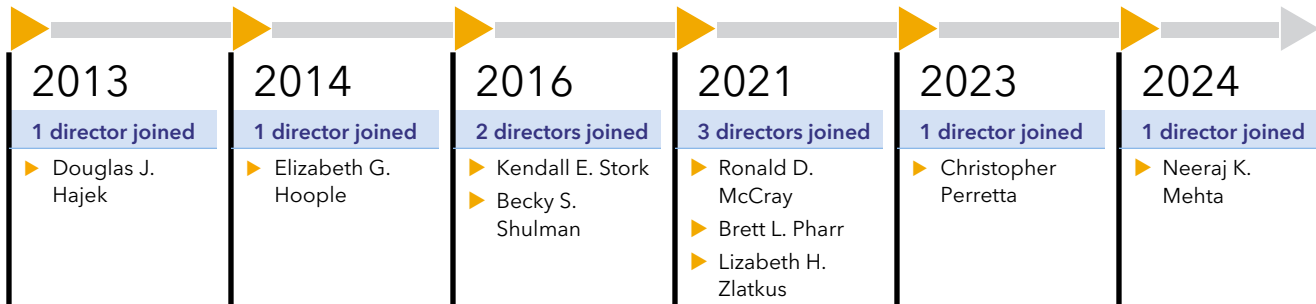 2013
1 director joined
Douglas J.
Hajek
2014
1 director joined
Elizabeth G.
Hoople
2016
2 directors joined
Kendall E. Stork
Becky S.
Shulman
2021
3 directors joined
Ronald D.
McCray
Brett L. Pharr
Lizabeth H.
Zlatkus
2023
1 director joined
Christopher
Perretta
2024
1 director joined
Neeraj K.
Mehta